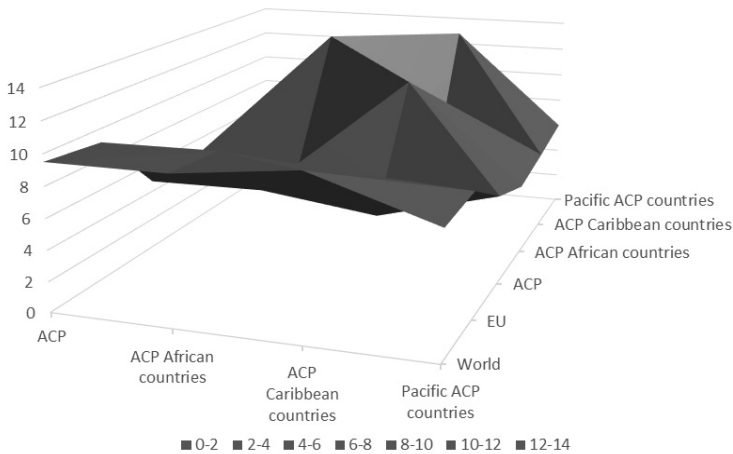 14
12
10
8
6
4
2
0
Pacific ACP countries
ACP Caribbean countries
ACP African countries
ACP
EU
World
ACP
ACP African
countries
ACP
Caribbean
countries
Pacific ACP
countries
0-2 2-4 4-6 6-8 8-10 10-12 12-14